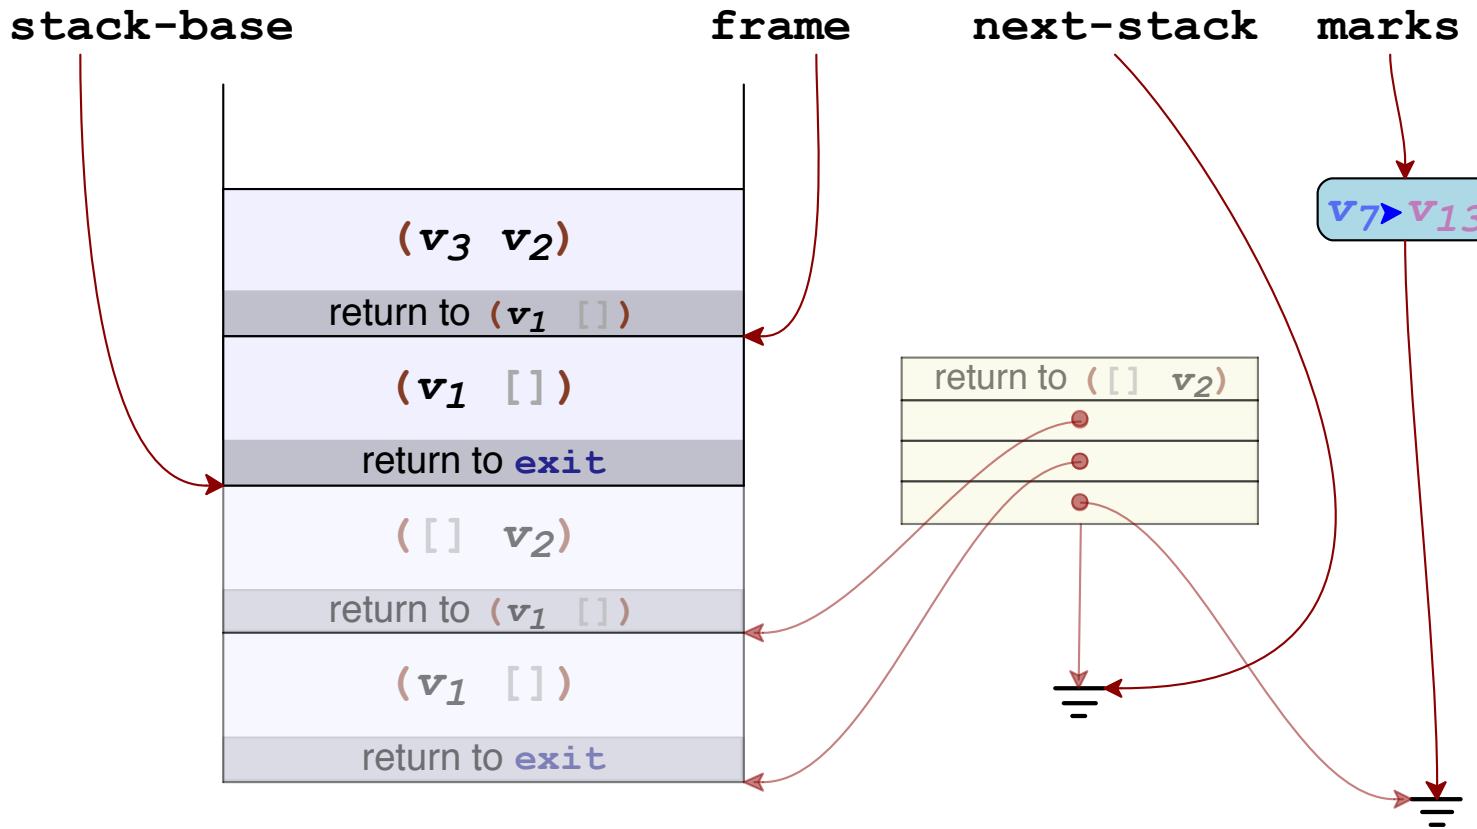 stack-base frame next-stack marks
(v3 v2)
return to (v1 [])
(v1 [])
return to exit
([] v2)
return to (v1 [])
(v1 [])
return to exit
return to ([] v2)
v7 v13